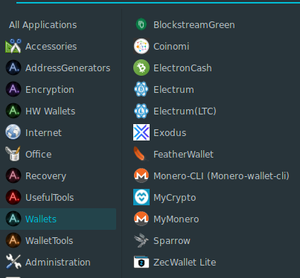 All Applications
Accessories
AddressGenerators
Encryption
HW Wallets
Internet
Office
Recovery
UsefulTools
Wallets
WalletTools
Administration
BlockstreamGreen
Coinomi
ElectronCash
Electrum
Electrum(LTC)
Exodus
FeatherWallet
Monero-CLI (Monero-wallet-cli)
MyCrypto
MyMonero
Sparrow
ZecWallet Lite